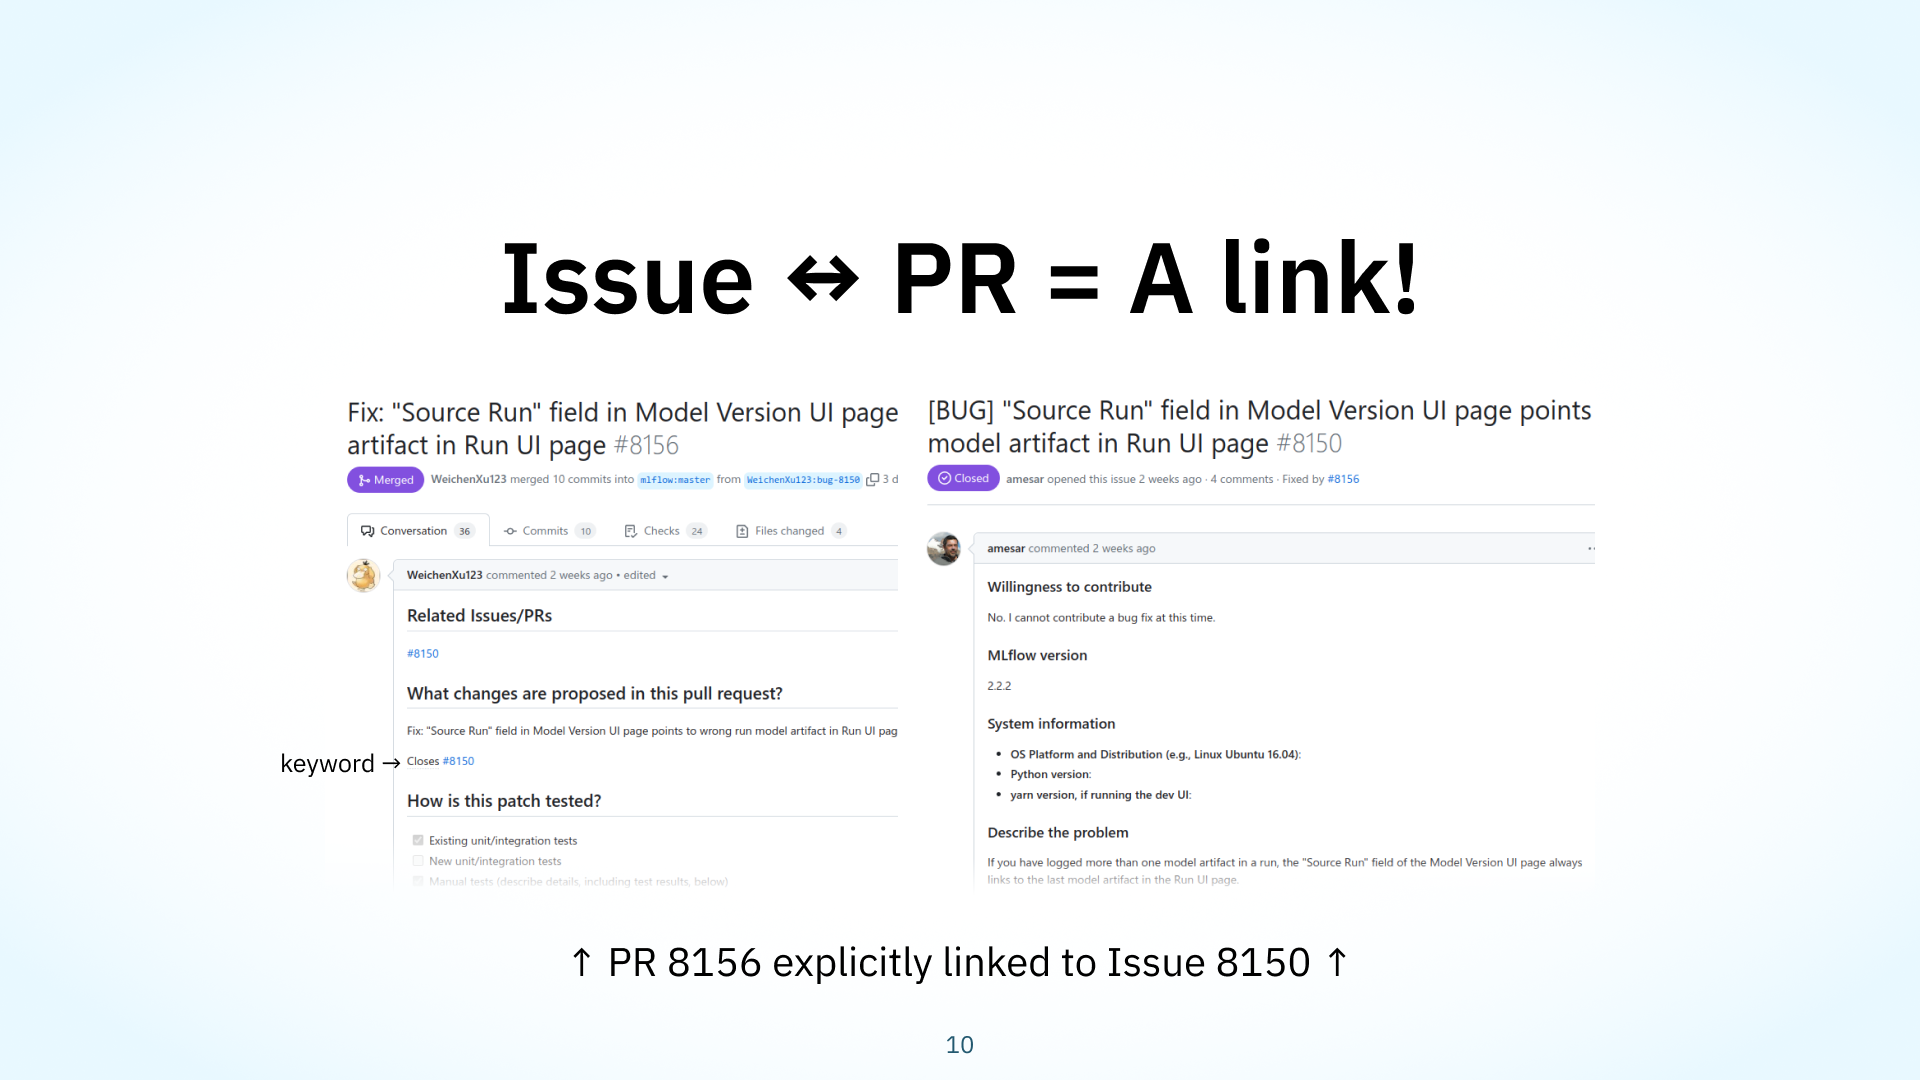 Issue ↔ PR = A link!
Fix: "Source Run" field in Model Version UI page
artifact in Run UI page #8156
Merged WeichenXu123 merged 10 commits into mlflow:master from WeichenXu123:bug-8150 3 d
Conversation 36 Commits 10 Checks 24 Files changed 4
WeichenXu123 commented 2 weeks ago • edited
Related Issues/PRs
#8150
What changes are proposed in this pull request?
Fix: "Source Run" field in Model Version UI page points to wrong run model artifact in Run UI pag
keyword → Closes #8150
How is this patch tested?
Existing unit/integration tests
New unit/integration tests
Manual tests (describe details, including test results, below)
[BUG] "Source Run" field in Model Version UI page points
model artifact in Run UI page #8150
Closed amesar opened this issue 2 weeks ago · 4 comments · Fixed by #8156
amesar commented 2 weeks ago
Willingness to contribute
No. I cannot contribute a bug fix at this time.
MLflow version
2.2.2
System information
• OS Platform and Distribution (e.g., Linux Ubuntu 16.04):
• Python version:
• yarn version, if running the dev UI:
Describe the problem
If you have logged more than one model artifact in a run, the "Source Run" field of the Model Version UI page always
links to the last model artifact in the Run UI page.
↑ PR 8156 explicitly linked to Issue 8150 ↑
10